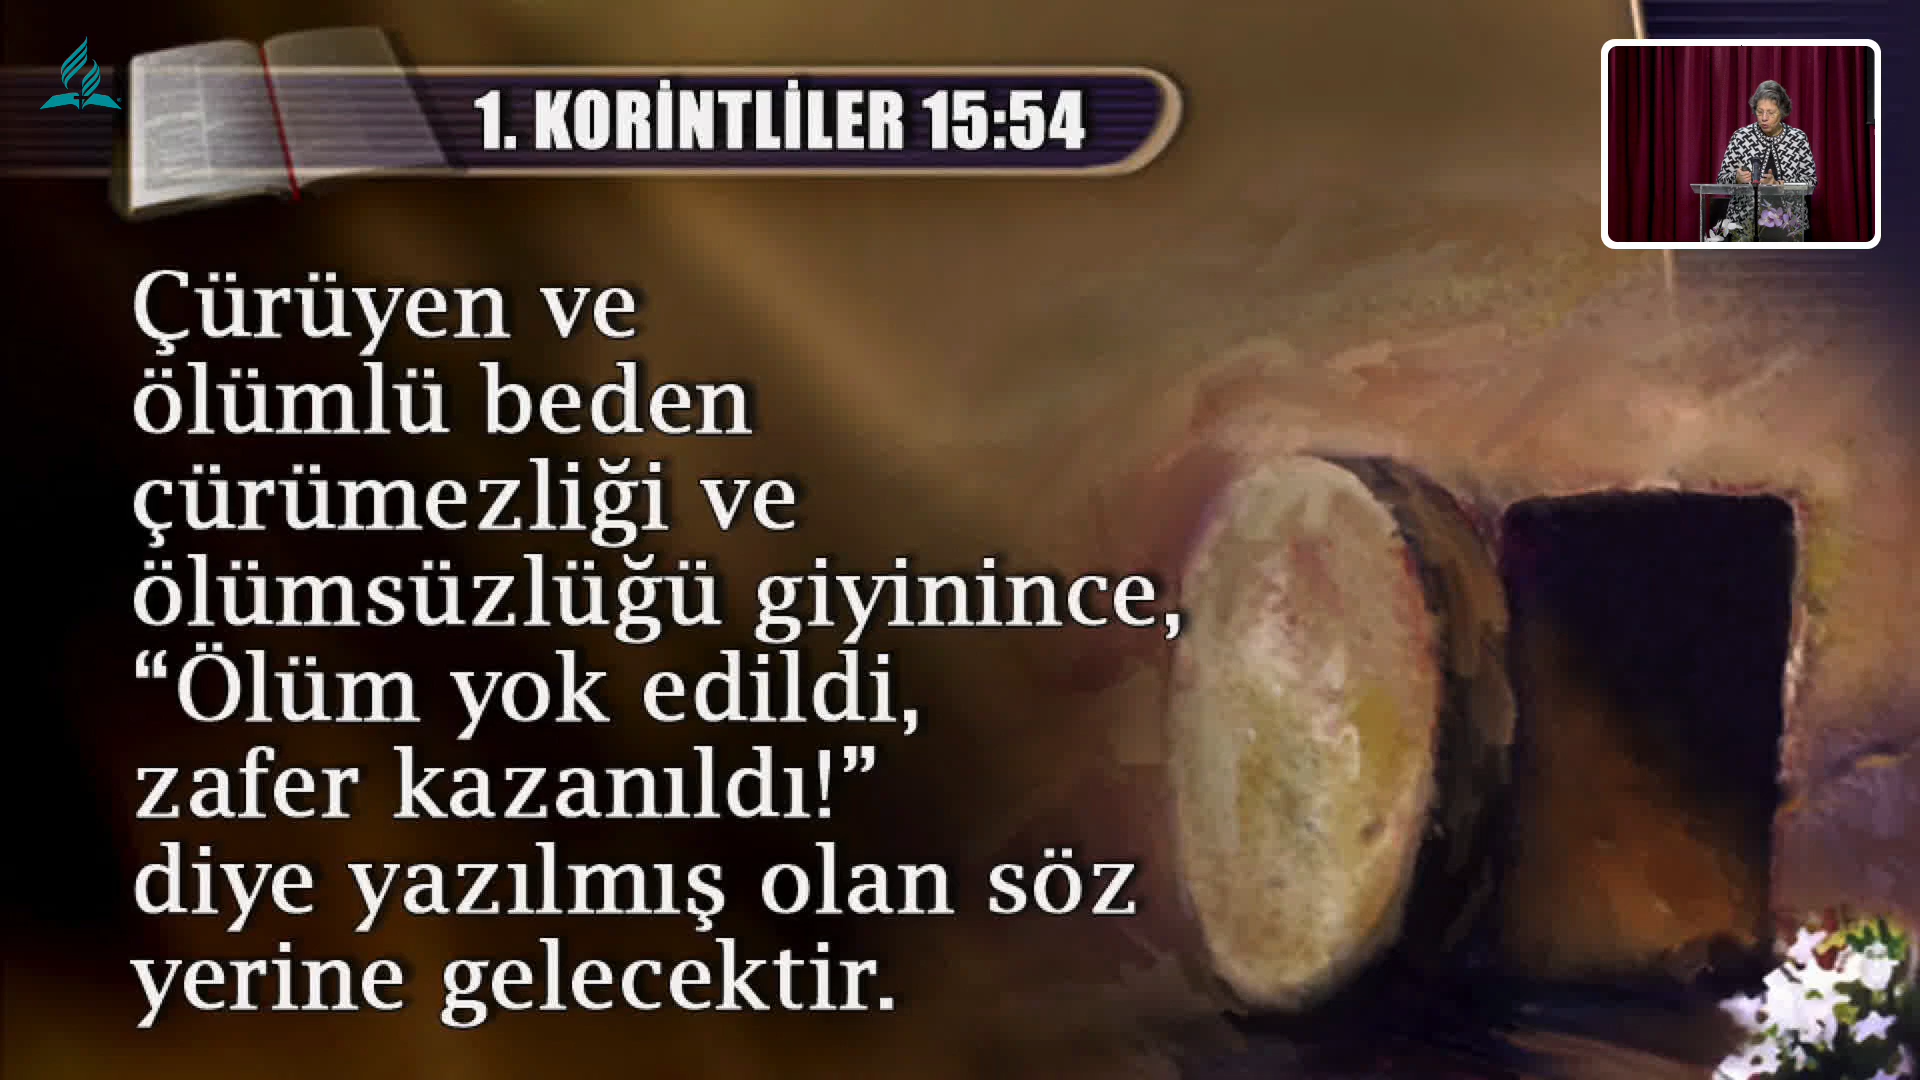 1. KORİNTLİLER 15:54
Çürüyen ve
ölümlü beden
çürümezliği ve
ölümsüzlüğü giyinince,
“Ölüm yok edildi,
zafer kazanıldı!”
diye yazılmış olan söz
yerine gelecektir.